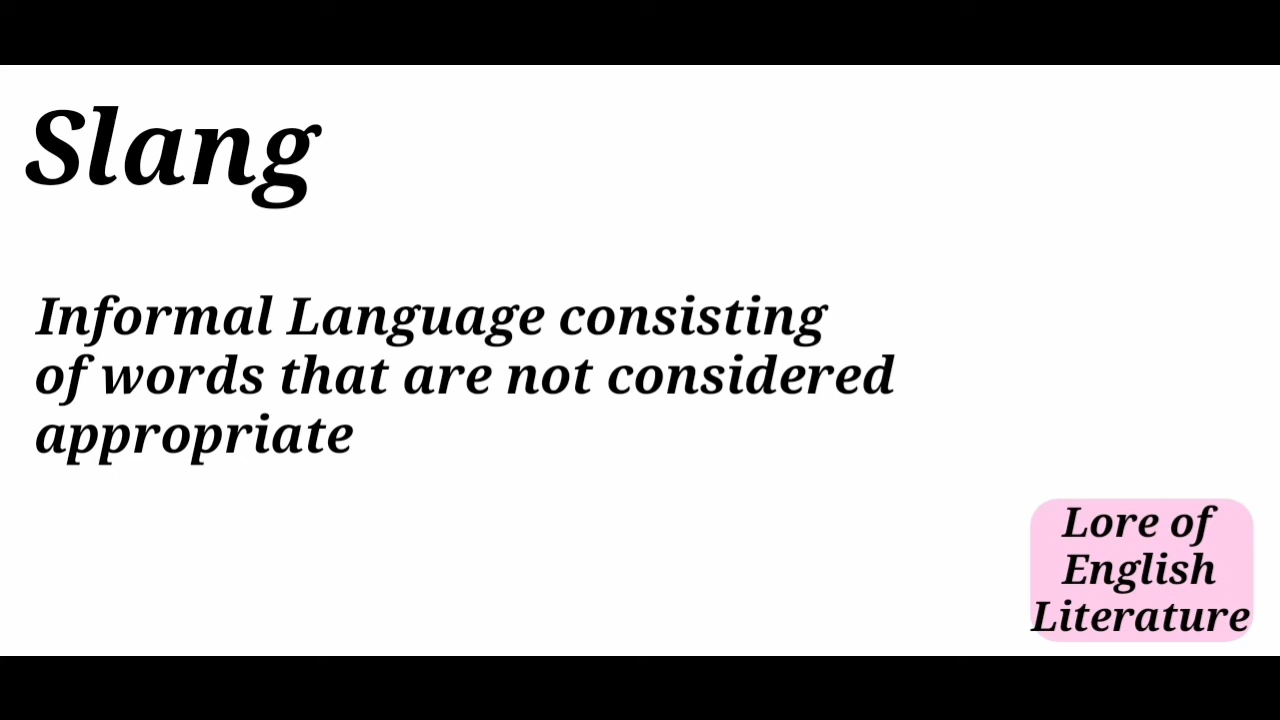 Slang
Informal Language consisting
of words that are not considered
appropriate
Lore of
English
Literature